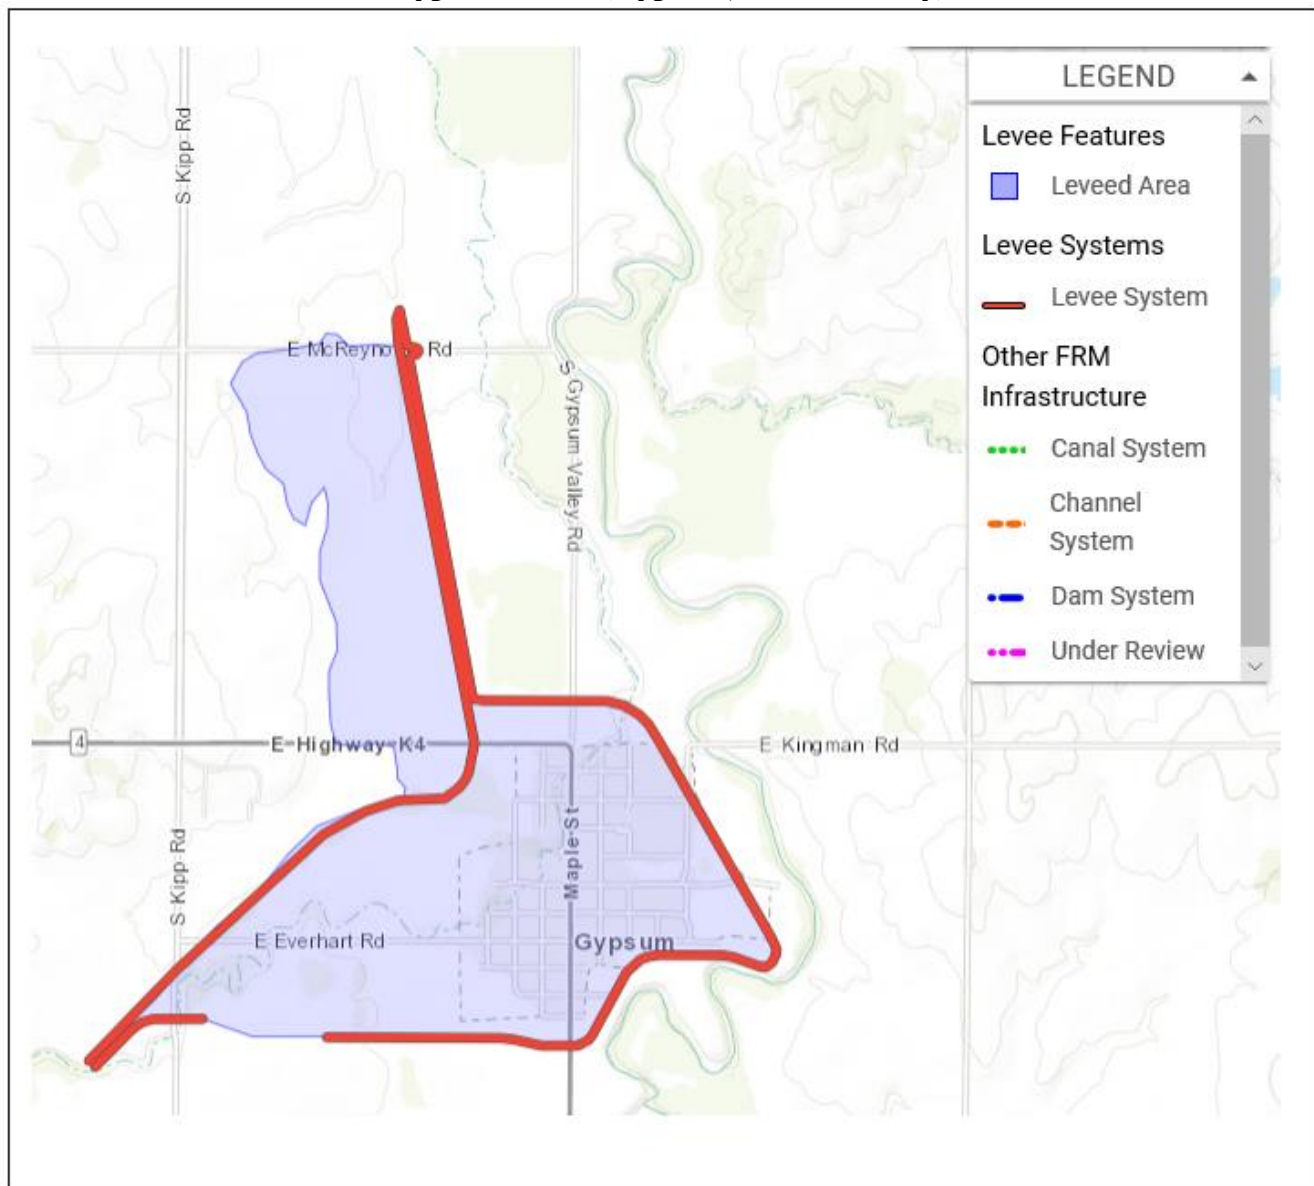 LEGEND
Levee Features
Leveed Area
Levee Systems
Levee System
Other FRM
Infrastructure
Canal System
Channel
System
Dam System
Under Review
S Kipp Rd
E McReyno Rd
S Gypsum Valley Rd
4
E Highway K4
E Kingman Rd
Maple St
S Kipp Rd
E Everhart Rd
Gypsum